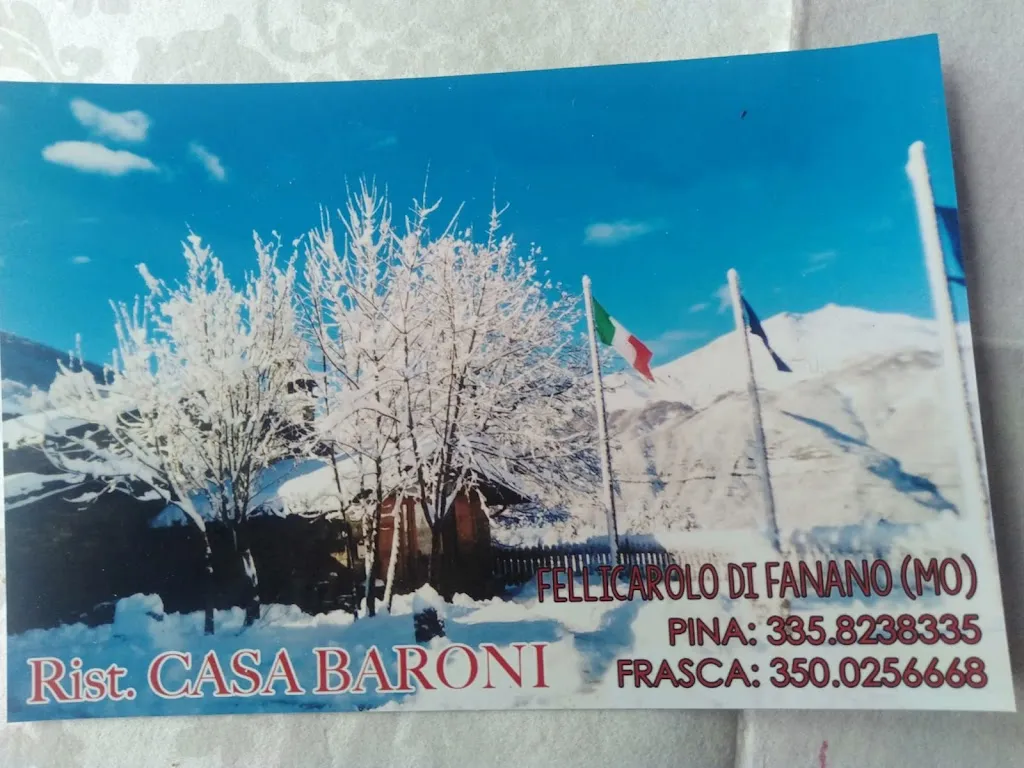 FELLICAROLO DI FANANO (MO)
PINA: 335.8238335
FRASCA: 350.0256668
Rist. CASA BARONI